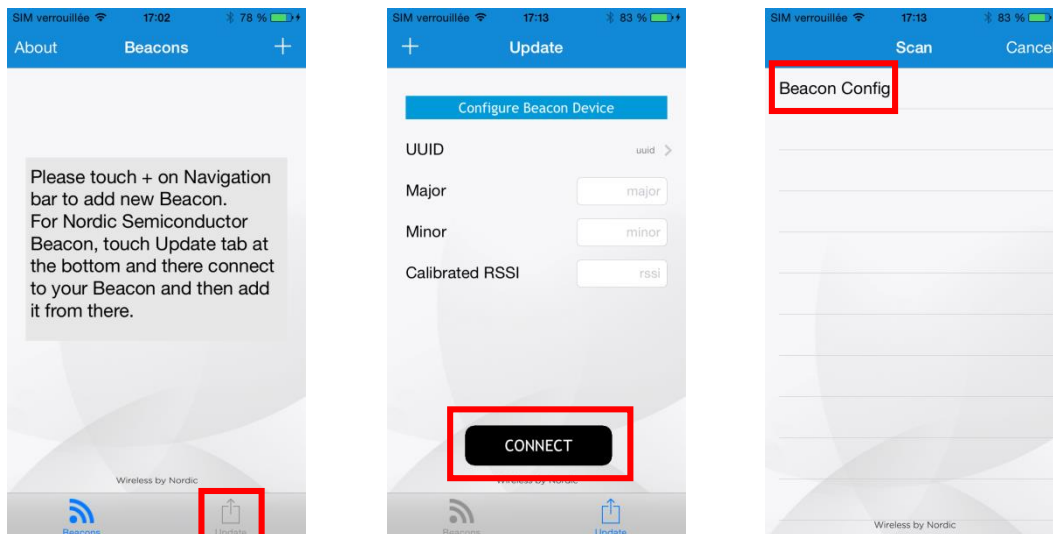 SIM verrouillée 17:02 78 %
About Beacons +
Please touch + on Navigation
bar to add new Beacon.
For Nordic Semiconductor
Beacon, touch Update tab at
the bottom and there connect
to your Beacon and then add
it from there.
Wireless by Nordic
Beacons Update
SIM verrouillée 17:13 83 %
+ Update
Configure Beacon Device
UUID uuid >
Major major
Minor minor
Calibrated RSSI rssi
CONNECT
Wireless by Nordic
Beacons Update
SIM verrouillée 17:13 83 %
Scan Cance
Beacon Config
Wireless by Nordic